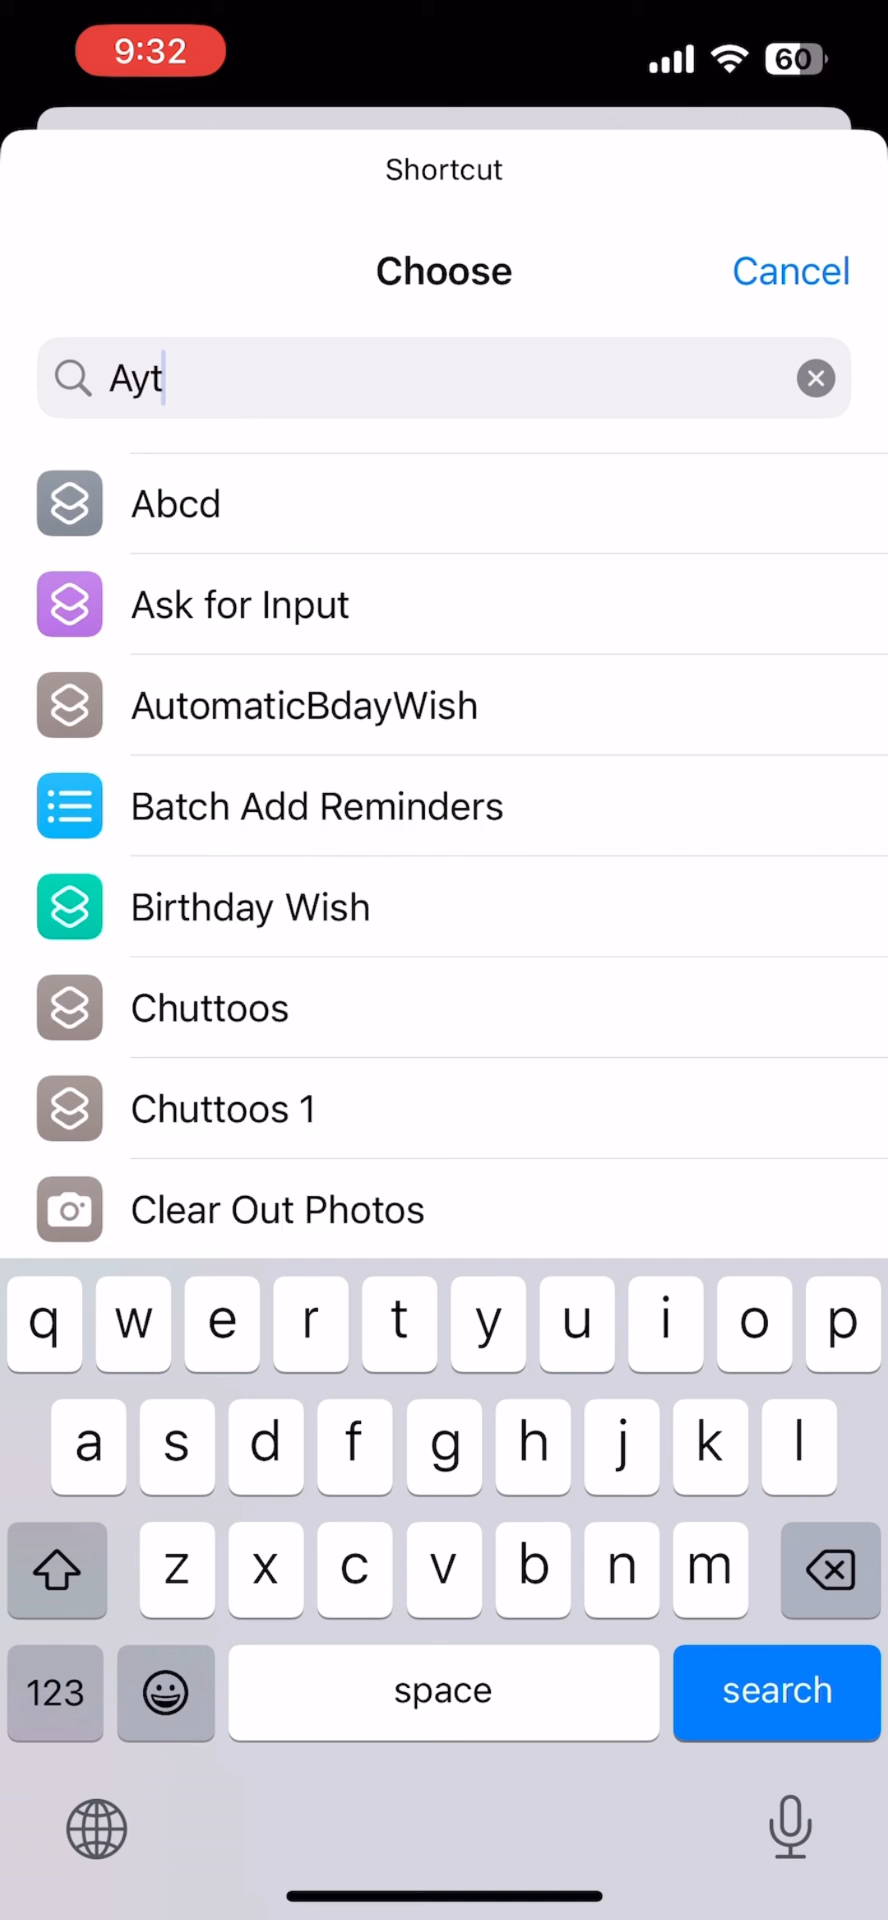 9:32
60
Shortcut
Choose
Cancel
Ayt
Abcd
Ask for Input
AutomaticBdayWish
Batch Add Reminders
Birthday Wish
Chuttoos
Chuttoos 1
Clear Out Photos
q w e r t y u i o p
a s d f g h j k l
z x c v b n m
123 space search